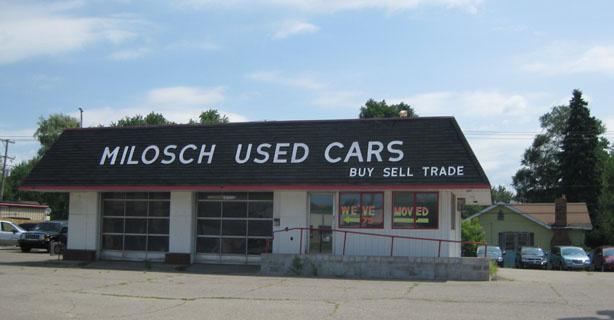 MILOSCH USED CARS
BUY SELL TRADE
WE'VE MOVED